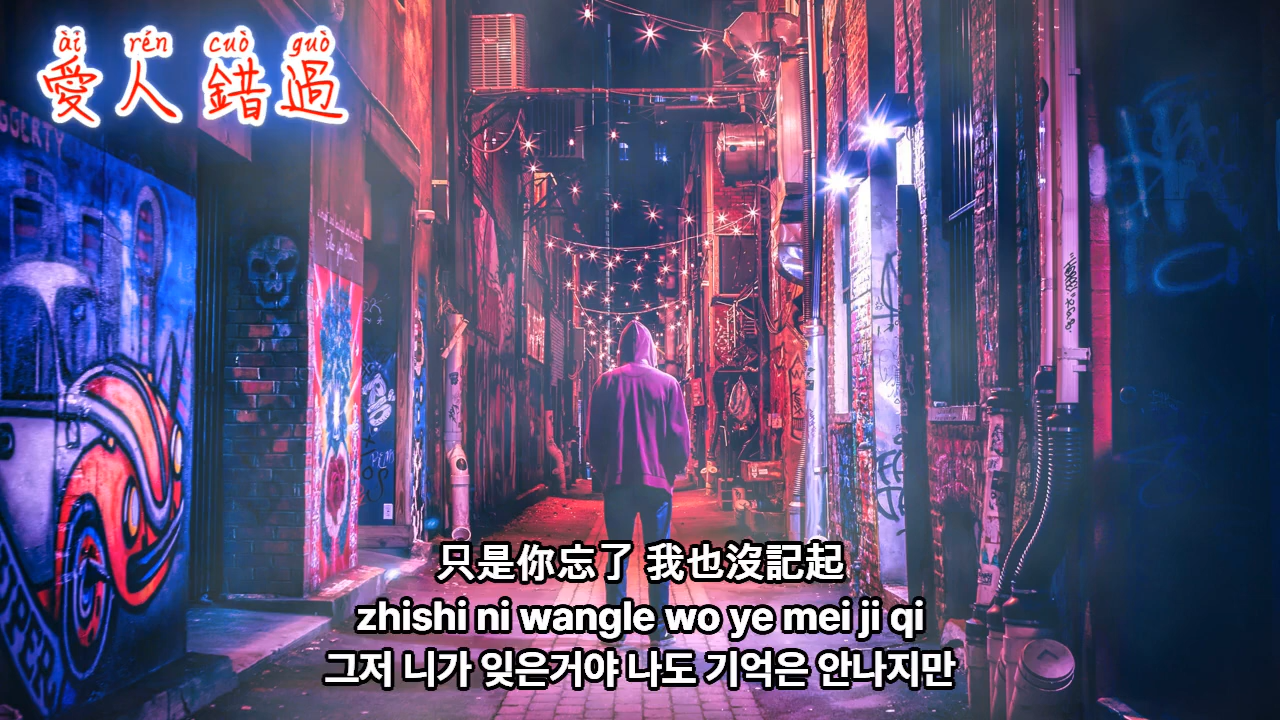 ài rén cuò guò
愛人錯過
GGERTY
只是你忘了 我也沒記起
zhishi ni wangle wo ye mei ji qi
그저 니가 잊은거야 나도 기억은 안나지만